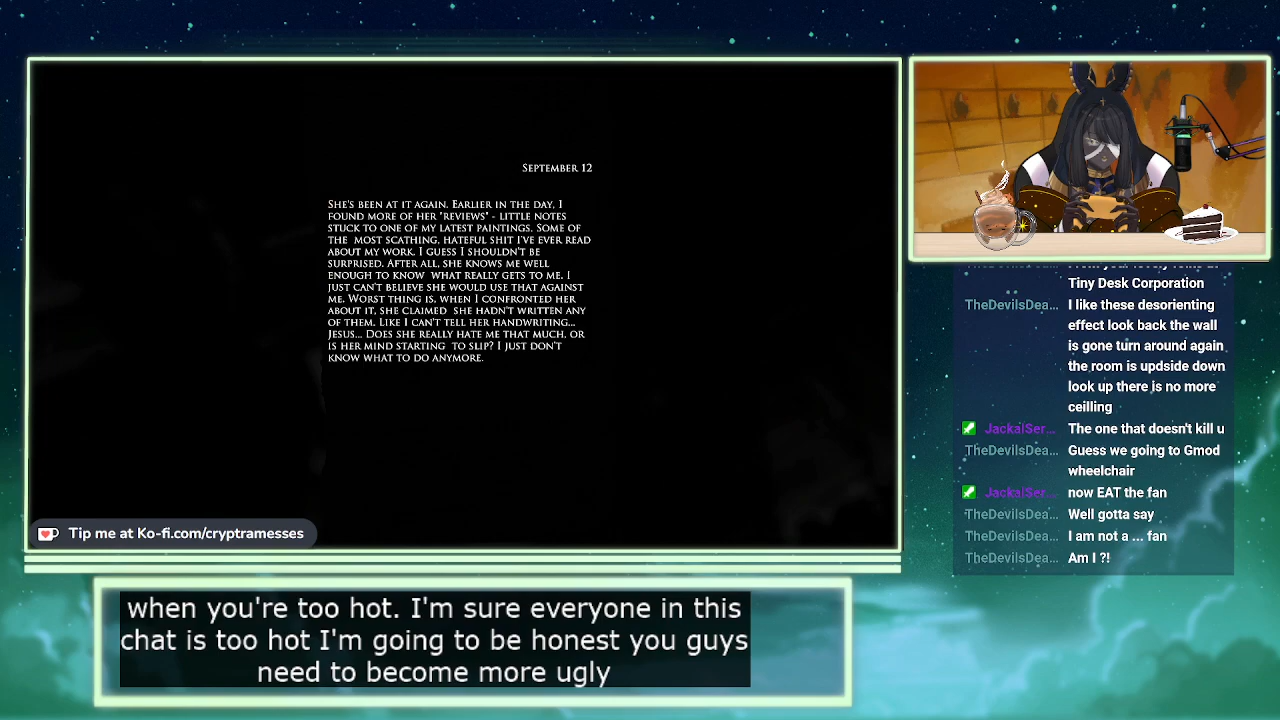 September 12
She's been at it again. Earlier in the day, I
found more of her "reviews" - little notes
stuck to one of my latest paintings. Some of
the most scathing, hateful shit I've ever read
about my work. I guess I shouldn't be
surprised. After all, she knows me well
enough to know what really gets to me. I
just can't believe she would use that against
me. Worst thing is, when I confronted her
about it, she claimed she hadn't written any
of them. Like I can't tell her handwriting...
Jesus... Does she really hate me that much, or
is her mind starting to slip? I just don't
know what to do anymore.
Tip me at Ko-fi.com/cryptramesses
when you're too hot. I'm sure everyone in this
chat is too hot I'm going to be honest you guys
need to become more ugly
Tiny Desk Corporation
TheDevilsDea... I like these desorienting
effect look back the wall
is gone turn around again
the room is updside down
look up there is no more
ceilling
JackalSer... The one that doesn't kill u
TheDevilsDea... Guess we going to Gmod
wheelchair
JackalSer... now EAT the fan
TheDevilsDea... Well gotta say
TheDevilsDea... I am not a ... fan
TheDevilsDea... Am I ?!